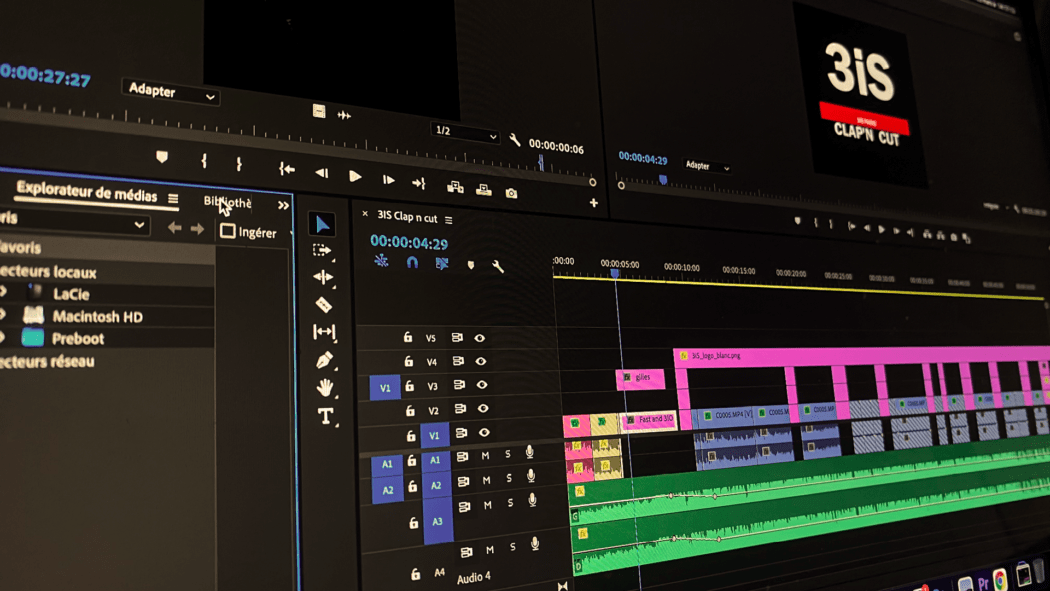 0:00:27:27
Adapter
1/2
00:00:00:06
3iS
CLAP'N CUT
00:00:04:29
Adapter
Explorateur de médias
Bibliothè
ris
Ingérer
avoris
ecteurs locaux
LaCie
Macintosh HD
Preboot
ecteurs réseau
× 3IS Clap n cut
00:00:04:29
:00:00
00:00:05:00
00:00:10:00
00:00:15:00
00:00:20:00
00:00:25:00
V5
V4
3iS_logo_blanc.png
V1
V3
gilles
V2
Fast and 3iD
C0005.MP4 [V]
C0005.M
C0005.MP
V1
A1
A1
M
S
A2
A2
M
S
A3
M
S
G
D
A4
M
S
Audio 4
fx
Pr